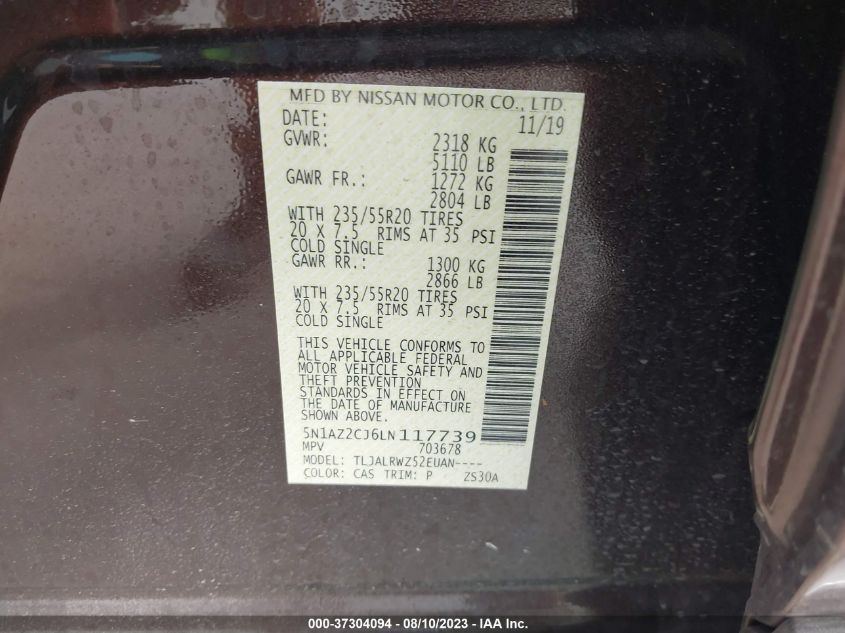 MFD BY NISSAN MOTOR CO., LTD.
DATE: 11/19
GVWR: 2318 KG
5110 LB
GAWR FR.: 1272 KG
2804 LB
WITH 235/55R20 TIRES
20 X 7.5 RIMS AT 35 PSI
COLD SINGLE
GAWR RR.: 1300 KG
2866 LB
WITH 235/55R20 TIRES
20 X 7.5 RIMS AT 35 PSI
COLD SINGLE
THIS VEHICLE CONFORMS TO
ALL APPLICABLE FEDERAL
MOTOR VEHICLE SAFETY AND
THEFT PREVENTION
STANDARDS IN EFFECT ON
THE DATE OF MANUFACTURE
SHOWN ABOVE.
5N1AZ2CJ6LN117739
MPV 703678
MODEL: TLJALRWZ52EUAN----
COLOR: CAS TRIM: P ZS30A
000-37304094 - 08/10/2023 - IAA Inc.